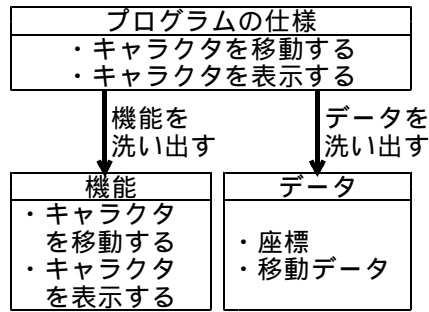 プログラムの仕様
・キャラクタを移動する
・キャラクタを表示する
機能を
洗い出す
データを
洗い出す
機能
・キャラクタ
を移動する
・キャラクタ
を表示する
データ
・座標
・移動データ